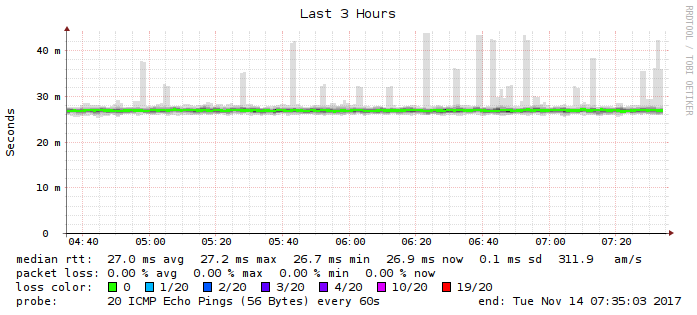 Last 3 Hours
RRDTOOL / TOBI OETIKER
Seconds
40 m
30 m
20 m
10 m
0
04:40 05:00 05:20 05:40 06:00 06:20 06:40 07:00 07:20
median rtt: 27.0 ms avg 27.2 ms max 26.7 ms min 26.9 ms now 0.1 ms sd 311.9 am/s
packet loss: 0.00 % avg 0.00 % max 0.00 % min 0.00 % now
loss color: 0 1/20 2/20 3/20 4/20 10/20 19/20
probe: 20 ICMP Echo Pings (56 Bytes) every 60s end: Tue Nov 14 07:35:03 2017